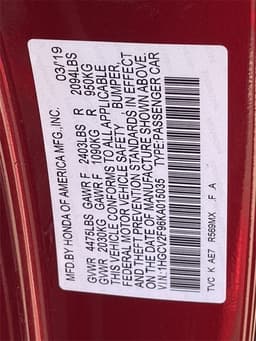 MFD.BY HONDA OF AMERICA MFG., INC. 03/19
GVWR 4475LBS GAWR F 2403LBS R 2094LBS
GVWR 2030KG GAWR F 1090KG R 950KG
THIS VEHICLE CONFORMS TO ALL APPLICABLE
FEDERAL MOTOR VEHICLE SAFETY, BUMPER,
AND THEFT PREVENTION STANDARDS IN EFFECT
ON THE DATE OF MANUFACTURE SHOWN ABOVE.
V.I.N.:1HGCV2F96KA015035 TYPE:PASSENGER CAR
TVC K AE7 R569MX F A